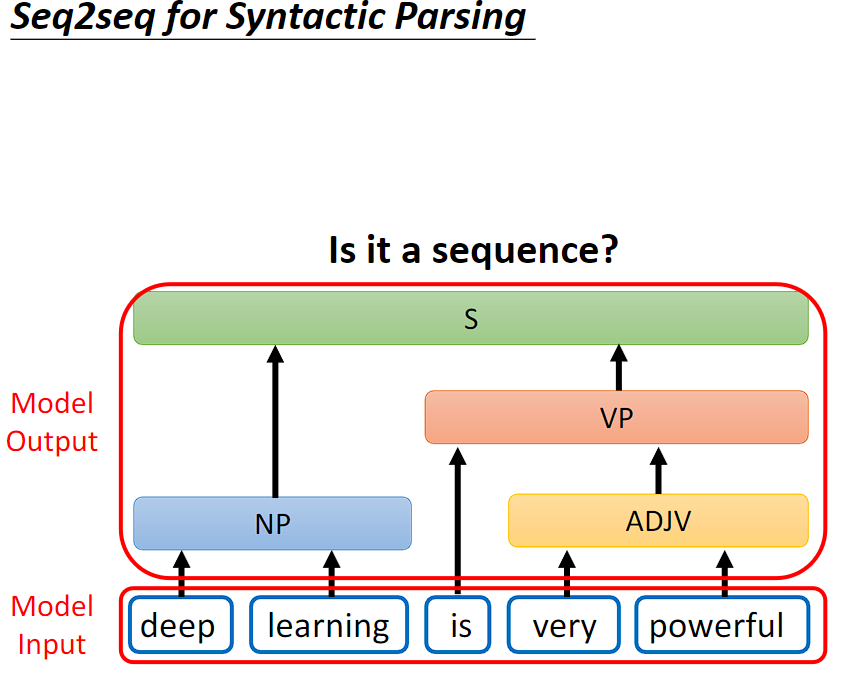 Seq2seq for Syntactic Parsing
Is it a sequence?
S
Model
Output
VP
NP
ADJV
Model
Input
deep learning is very powerful